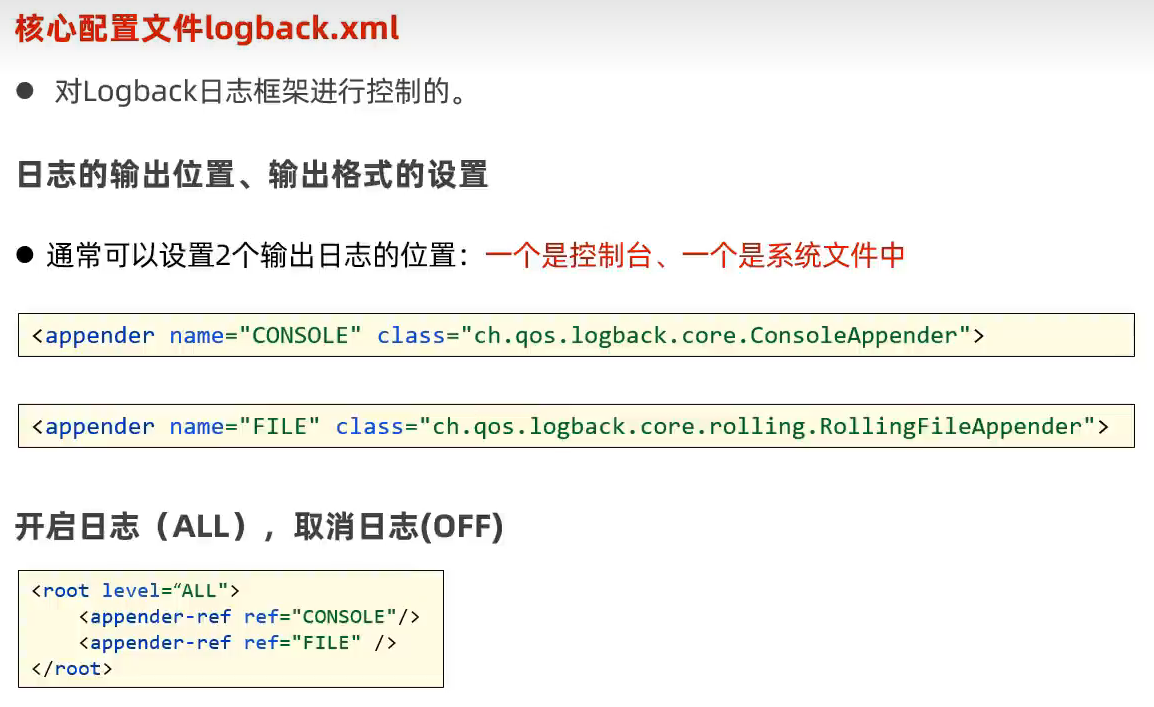 核心配置文件logback.xml
● 对Logback日志框架进行控制的。
日志的输出位置、输出格式的设置
● 通常可以设置2个输出日志的位置：一个是控制台、一个是系统文件中
<appender name="CONSOLE" class="ch.qos.logback.core.ConsoleAppender">
<appender name="FILE" class="ch.qos.logback.core.rolling.RollingFileAppender">
开启日志（ALL），取消日志(OFF)
<root level=“ALL">
    <appender-ref ref="CONSOLE"/>
    <appender-ref ref="FILE" />
</root>